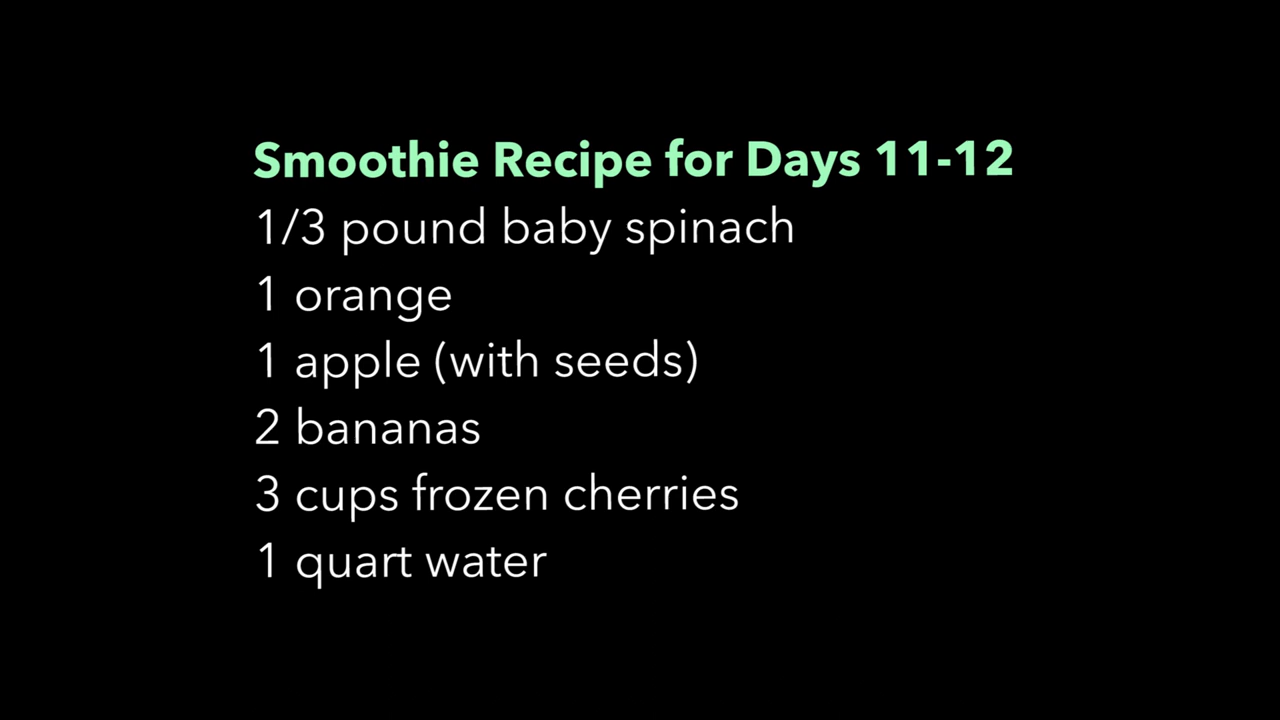 Smoothie Recipe for Days 11-12
1/3 pound baby spinach
1 orange
1 apple (with seeds)
2 bananas
3 cups frozen cherries
1 quart water